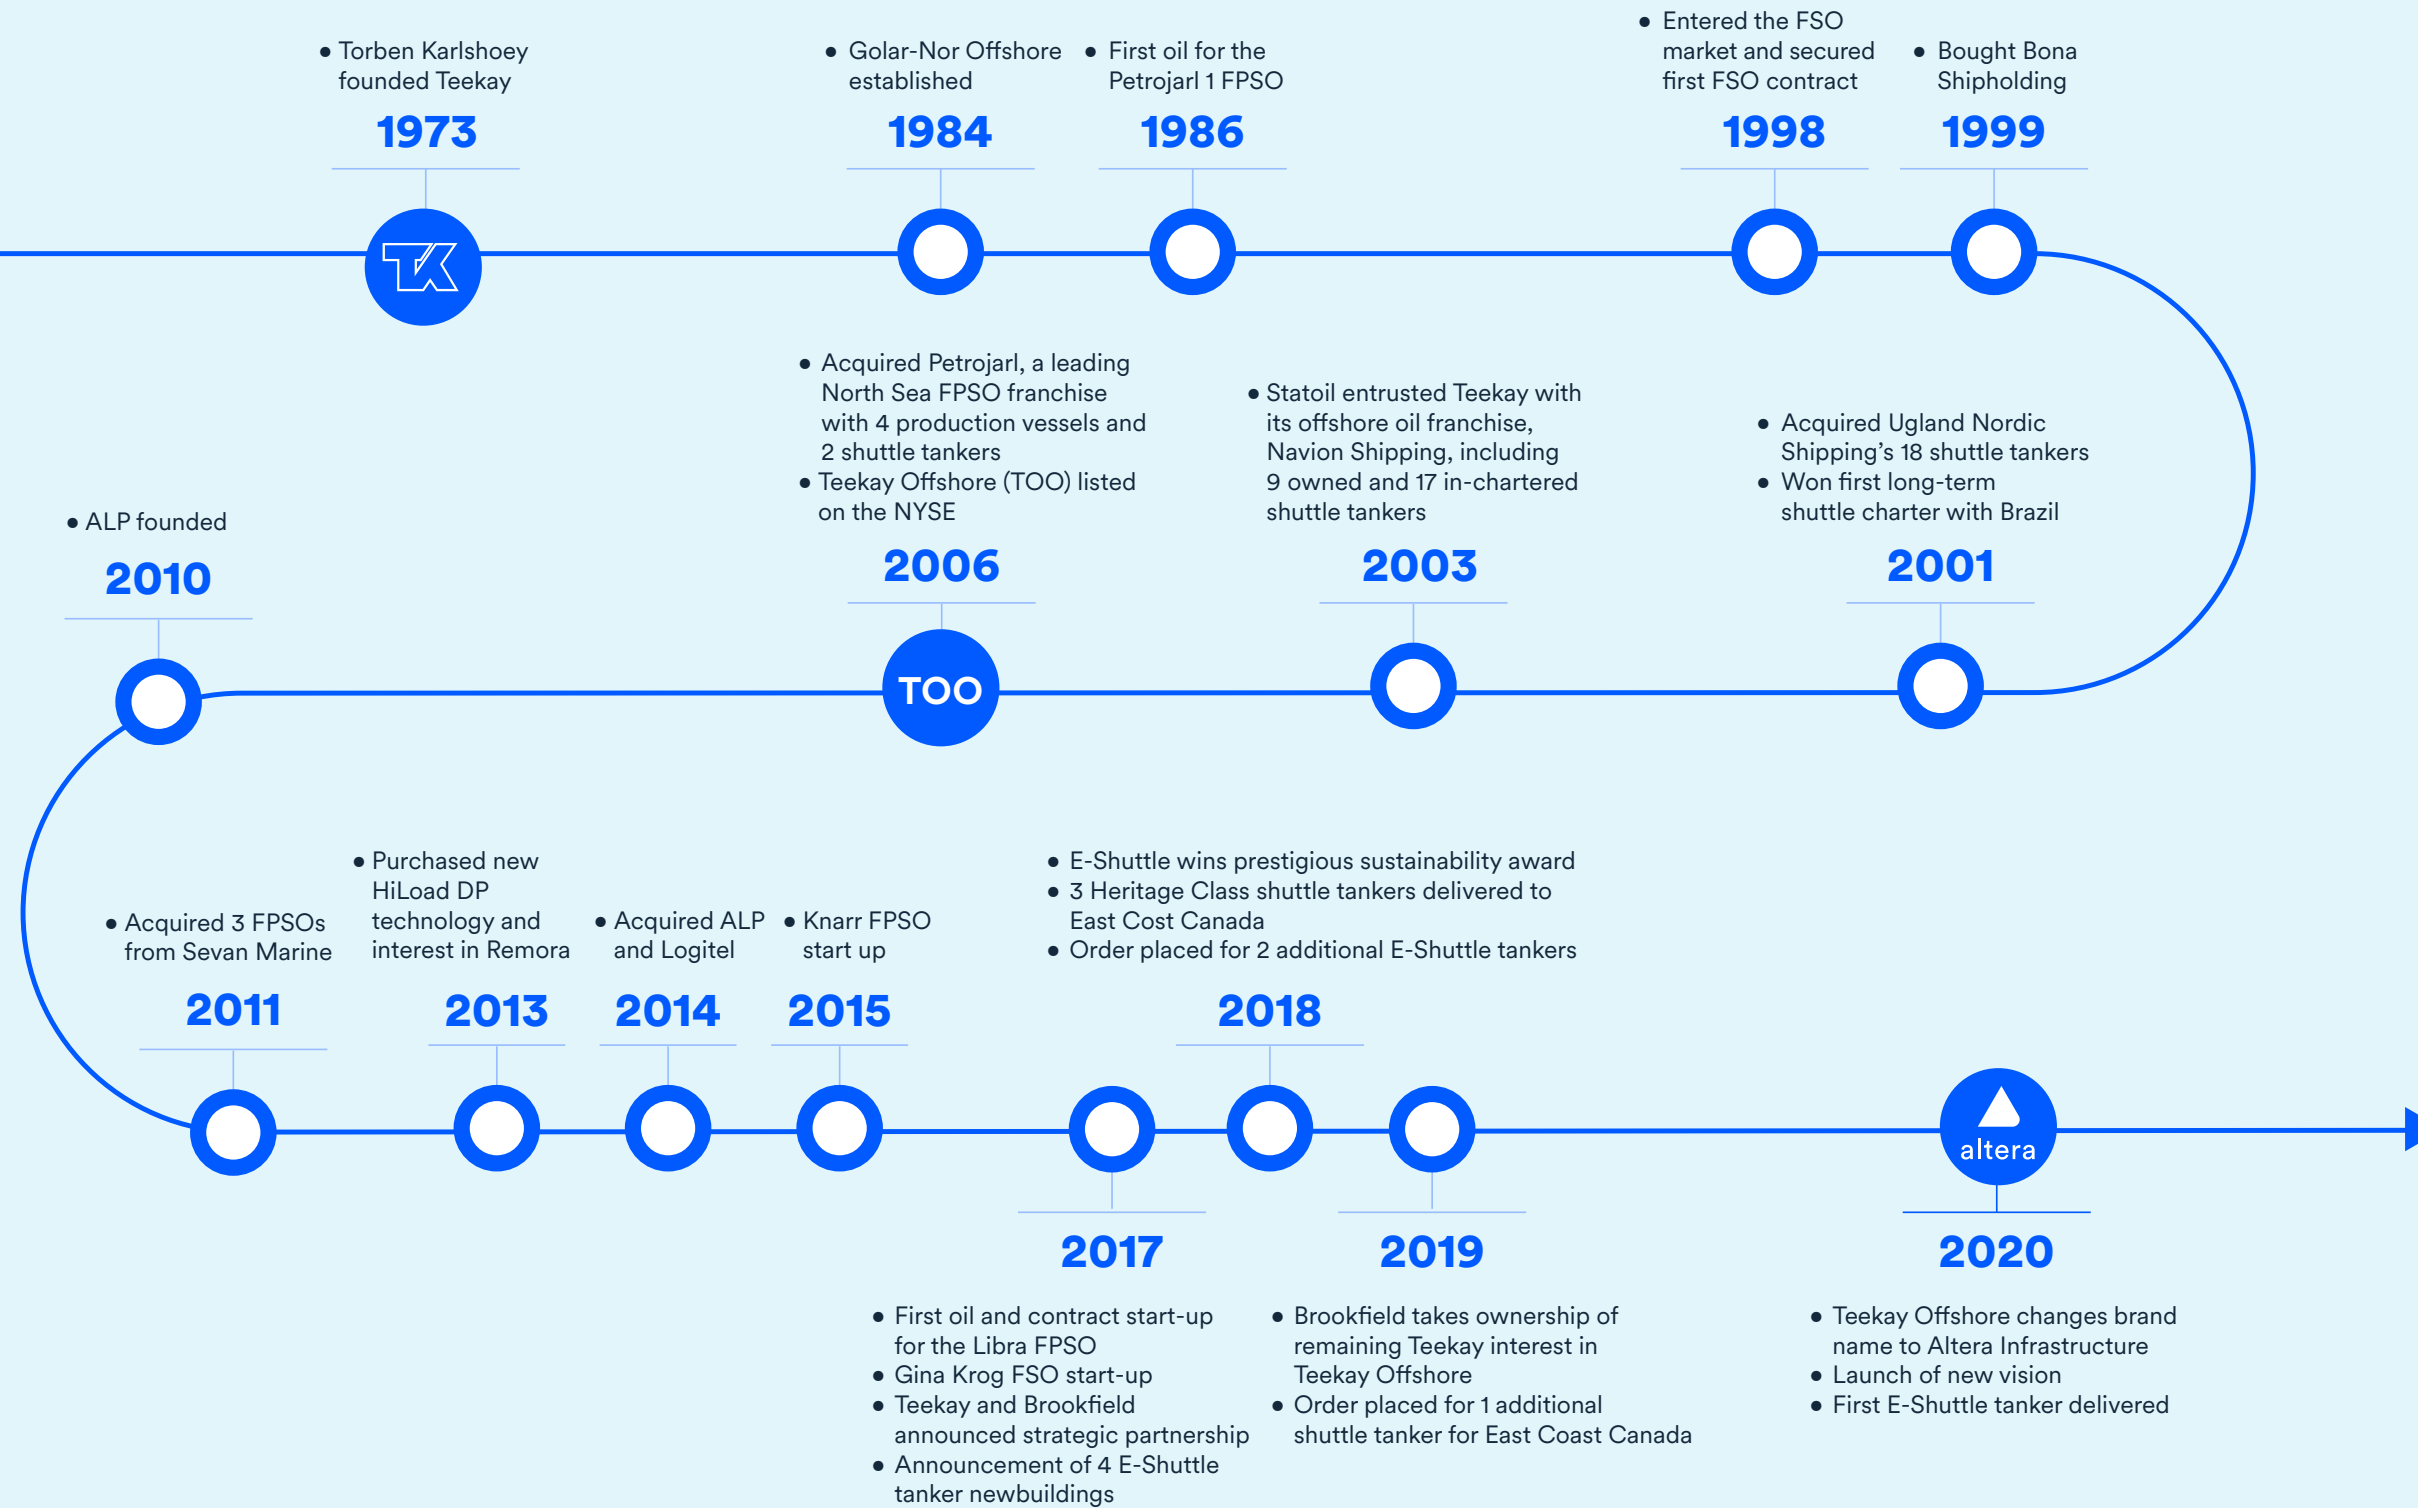 • Torben Karlshoey
founded Teekay
1973
TK
• Golar-Nor Offshore
established
1984
• First oil for the
Petrojarl 1 FPSO
1986
• Entered the FSO
market and secured
first FSO contract
1998
• Bought Bona
Shipholding
1999
• Acquired Ugland Nordic
Shipping’s 18 shuttle tankers
• Won first long-term
shuttle charter with Brazil
2001
• Statoil entrusted Teekay with
its offshore oil franchise,
Navion Shipping, including
9 owned and 17 in-chartered
shuttle tankers
2003
• Acquired Petrojarl, a leading
North Sea FPSO franchise
with 4 production vessels and
2 shuttle tankers
• Teekay Offshore (TOO) listed
on the NYSE
2006
TOO
• ALP founded
2010
• Acquired 3 FPSOs
from Sevan Marine
2011
• Purchased new
HiLoad DP
technology and
interest in Remora
2013
• Acquired ALP
and Logitel
2014
• Knarr FPSO
start up
2015
2017
• First oil and contract start-up
for the Libra FPSO
• Gina Krog FSO start-up
• Teekay and Brookfield
announced strategic partnership
• Announcement of 4 E-Shuttle
tanker newbuildings
• E-Shuttle wins prestigious sustainability award
• 3 Heritage Class shuttle tankers delivered to
East Cost Canada
• Order placed for 2 additional E-Shuttle tankers
2018
2019
• Brookfield takes ownership of
remaining Teekay interest in
Teekay Offshore
• Order placed for 1 additional
shuttle tanker for East Coast Canada
altera
2020
• Teekay Offshore changes brand
name to Altera Infrastructure
• Launch of new vision
• First E-Shuttle tanker delivered